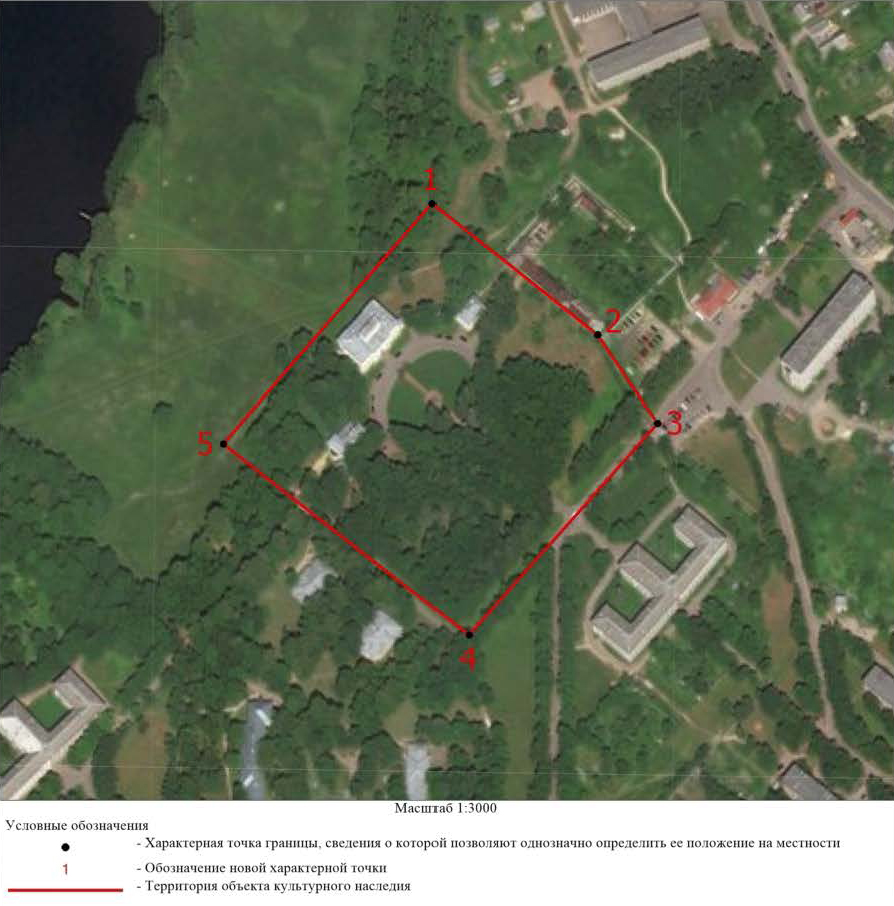 1
2
3
5
4
Масштаб 1:3000
Условные обозначения
- Характерная точка границы, сведения о которой позволяют однозначно определить ее положение на местности
1 - Обозначение новой характерной точки
- Территория объекта культурного наследия